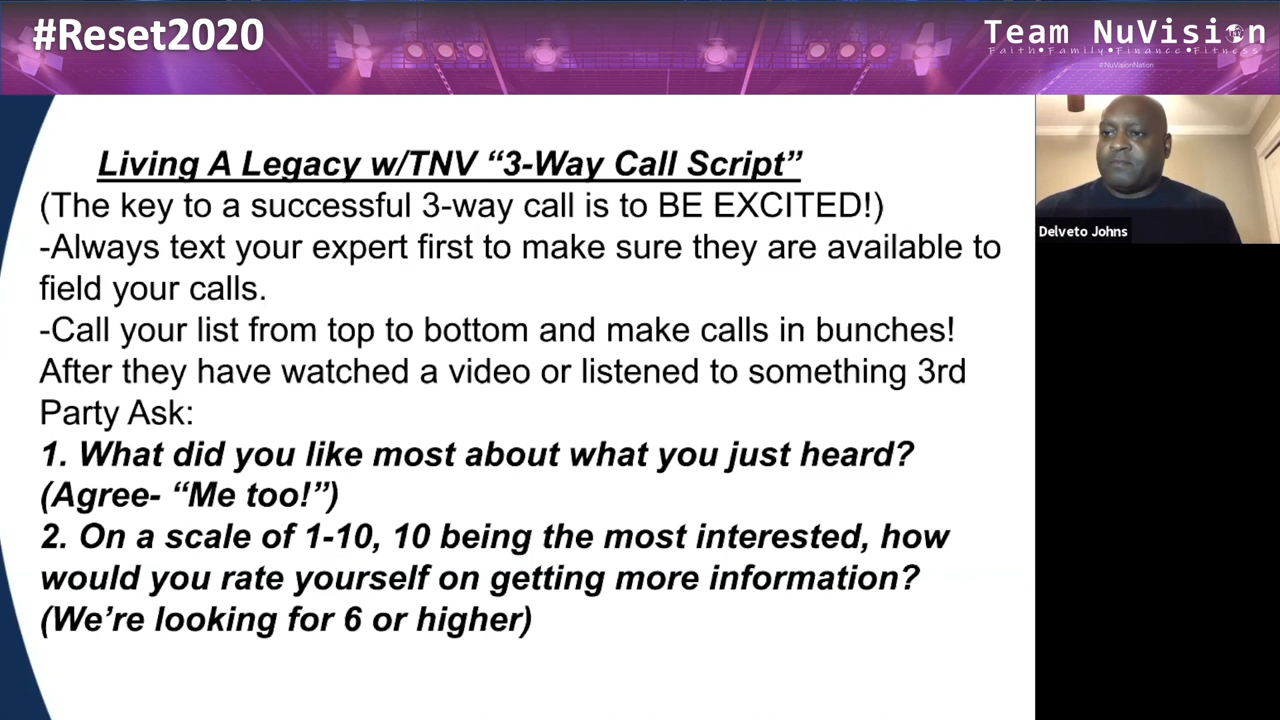 #Reset2020
Team NuVision
Faith•Family•Finance•Fitness
#NuVisionNation
Living A Legacy w/TNV “3-Way Call Script”
(The key to a successful 3-way call is to BE EXCITED!)
-Always text your expert first to make sure they are available to
field your calls.
-Call your list from top to bottom and make calls in bunches!
After they have watched a video or listened to something 3rd
Party Ask:
1. What did you like most about what you just heard?
(Agree- “Me too!”)
2. On a scale of 1-10, 10 being the most interested, how
would you rate yourself on getting more information?
(We’re looking for 6 or higher)
Delveto Johns